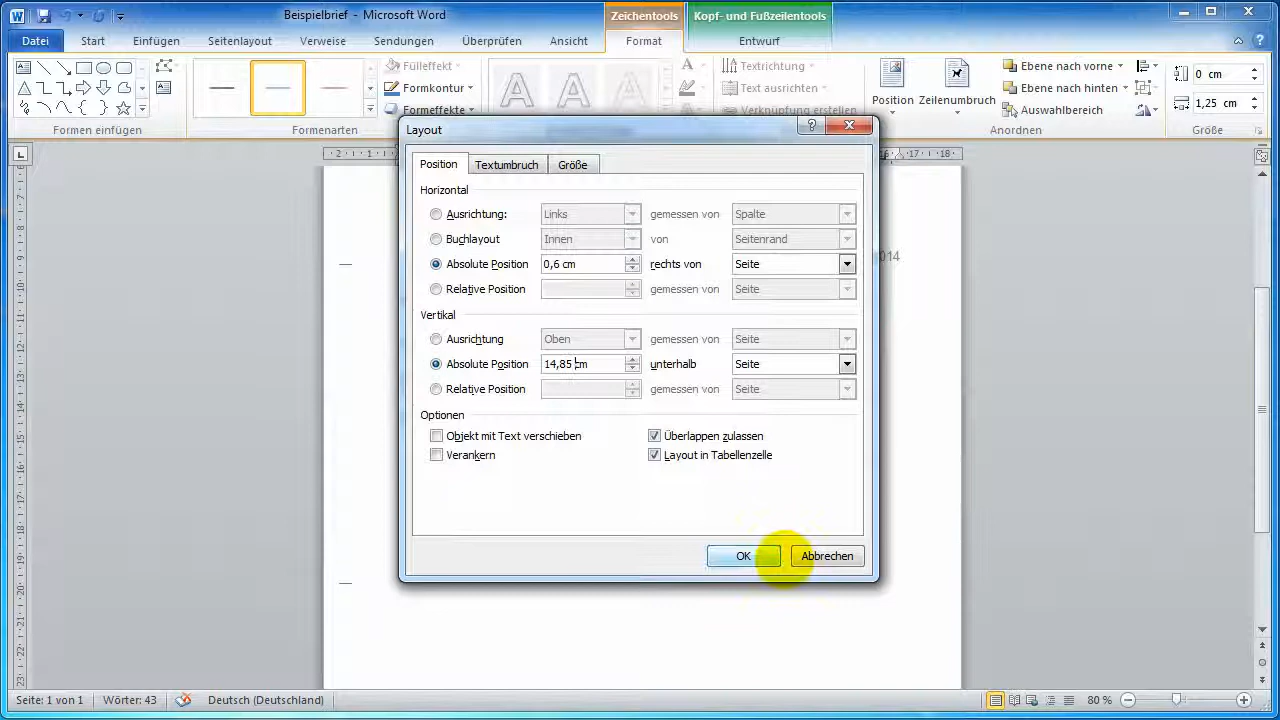 Beispielbrief - Microsoft Word
Zeichentools
Kopf- und Fußzeilentools
Datei Start Einfügen Seitenlayout Verweise Sendungen Überprüfen Ansicht Format Entwurf
Fülleffekt
Formkontur
Formeffekte
Textrichtung
Text ausrichten
Verknüpfung erstellen
Position
Zeilenumbruch
Ebene nach vorne
Ebene nach hinten
Auswahlbereich
0 cm
1,25 cm
Formen einfügen
Formenarten
Anordnen
Größe
Layout
Position Textumbruch Größe
Horizontal
Ausrichtung: Links gemessen von Spalte
Buchlayout Innen von Seitenrand
Absolute Position 0,6 cm rechts von Seite
Relative Position gemessen von Seite
Vertikal
Ausrichtung Oben gemessen von Seite
Absolute Position 14,85 cm unterhalb Seite
Relative Position gemessen von Seite
Optionen
Objekt mit Text verschieben Überlappen zulassen
Verankern Layout in Tabellenzelle
OK Abbrechen
014
Seite: 1 von 1 Wörter: 43 Deutsch (Deutschland) 80 %